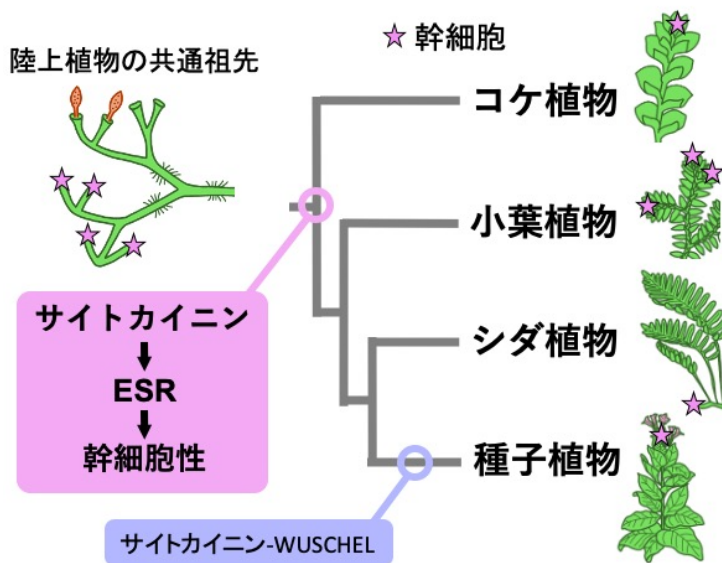 幹細胞
陸上植物の共通祖先
コケ植物
小葉植物
サイトカイニン
ESR
幹細胞性
シダ植物
種子植物
サイトカイニン-WUSCHEL